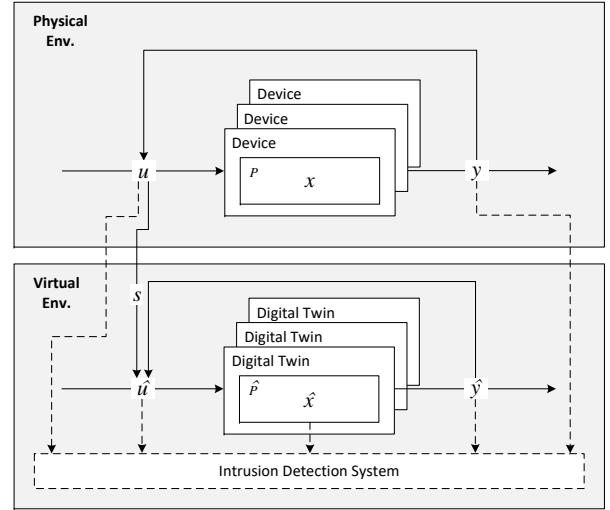 Physical
Env.
Device
Device
Device
P
x
u
y
Virtual
Env.
s
Digital Twin
Digital Twin
Digital Twin
P̂
x̂
û
ŷ
Intrusion Detection System